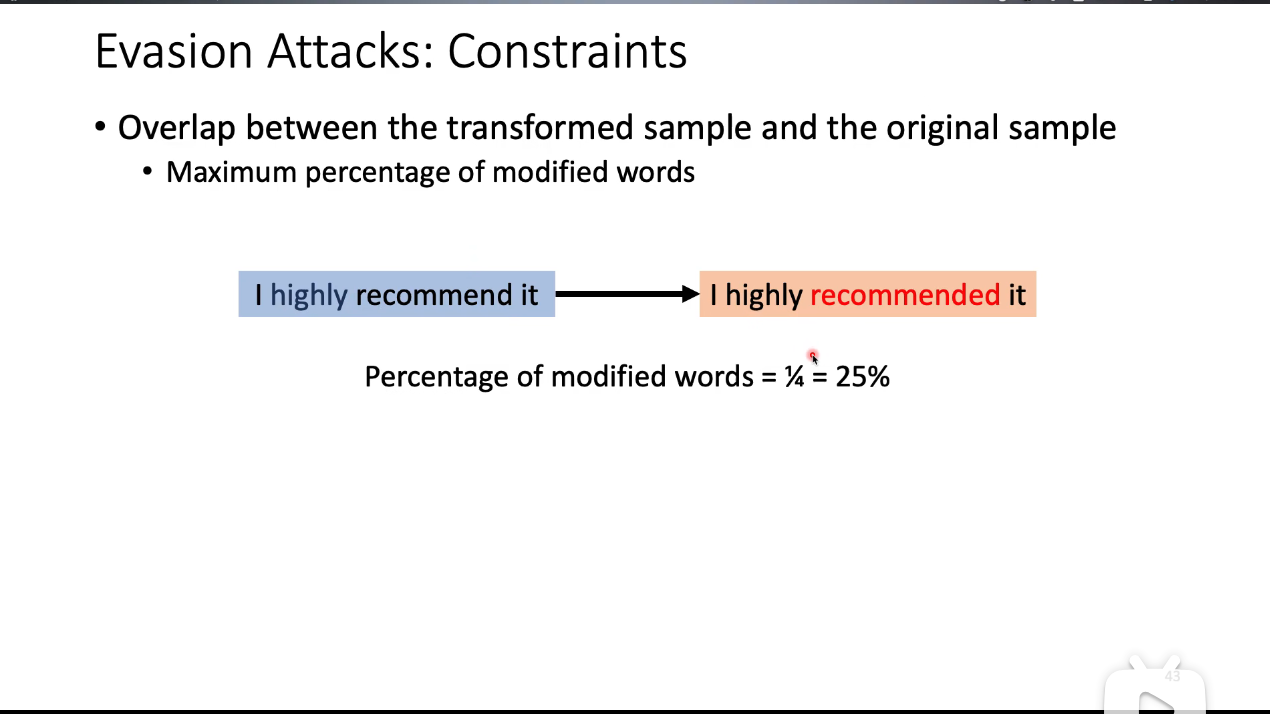 Evasion Attacks: Constraints
• Overlap between the transformed sample and the original sample
• Maximum percentage of modified words
I highly recommend it
I highly recommended it
Percentage of modified words = ¼ = 25%
43